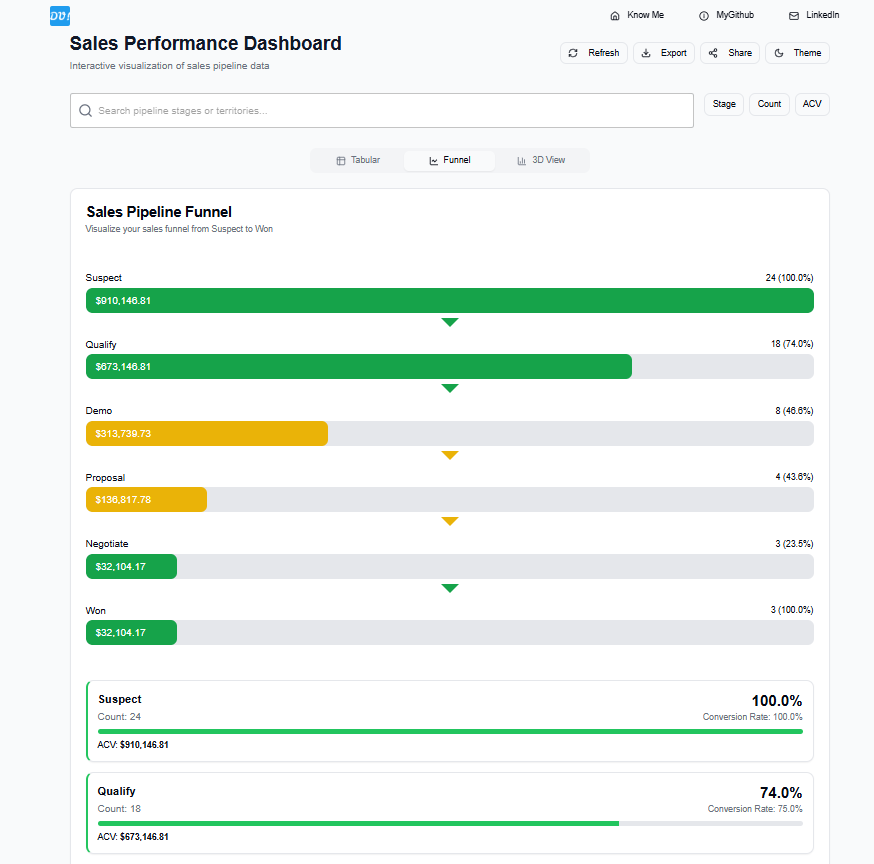 Know Me
MyGithub
LinkedIn
Sales Performance Dashboard
Interactive visualization of sales pipeline data
Refresh
Export
Share
Theme
Search pipeline stages or territories...
Stage
Count
ACV
Tabular
Funnel
3D View
Sales Pipeline Funnel
Visualize your sales funnel from Suspect to Won
Suspect
24 (100.0%)
$910,146.81
Qualify
18 (74.0%)
$673,146.81
Demo
8 (46.6%)
$313,739.73
Proposal
4 (43.6%)
$136,817.78
Negotiate
3 (23.5%)
$32,104.17
Won
3 (100.0%)
$32,104.17
Suspect
100.0%
Count: 24
Conversion Rate: 100.0%
ACV: $910,146.81
Qualify
74.0%
Count: 18
Conversion Rate: 75.0%
ACV: $673,146.81